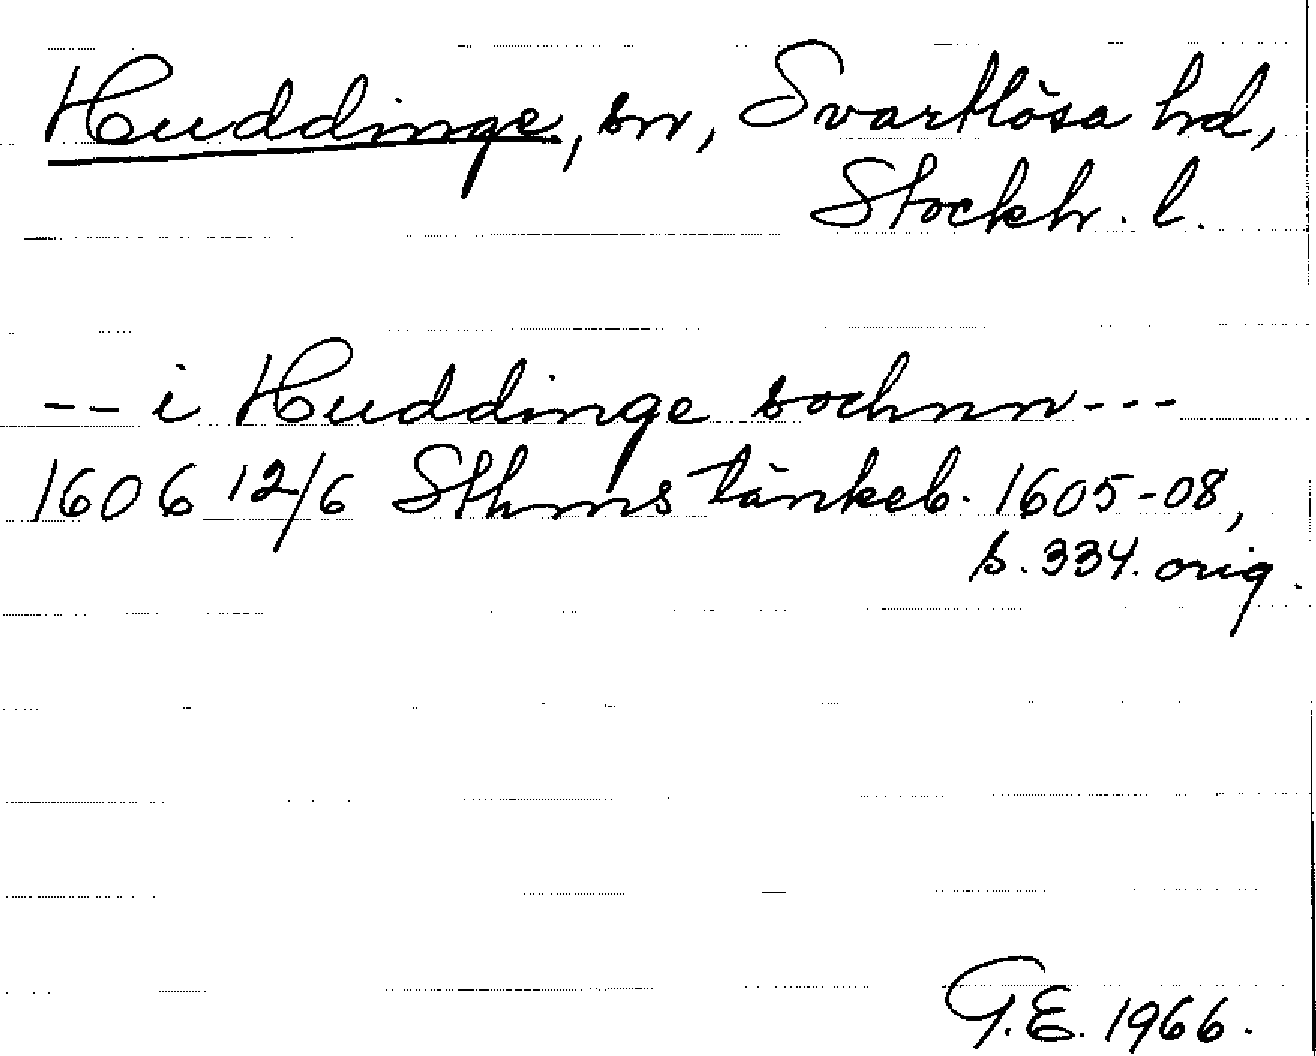 Huddinge, sn, Svartlösa hd,
Stockh. l.
-- i Huddinge sochnn ---
1606 12/6 Sthms tänkeb. 1605-08,
s. 334. orig.
G.E. 1966.